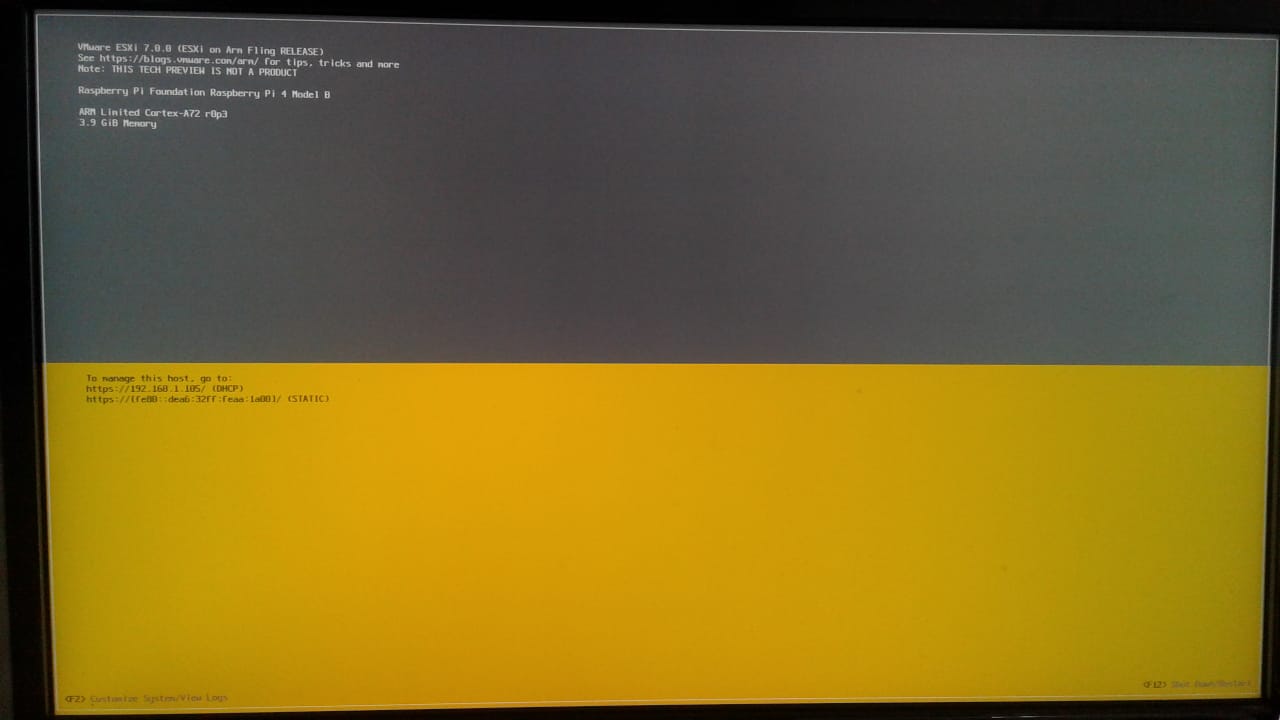 VMware ESXi 7.0.0 (ESXi on Arm Fling RELEASE)
See https://blogs.vmware.com/arm/ for tips, tricks and more
Note: THIS TECH PREVIEW IS NOT A PRODUCT
Raspberry Pi Foundation Raspberry Pi 4 Model B
ARM Limited Cortex-A72 r0p3
3.9 GiB Memory
To manage this host, go to:
https://192.168.1.105/ (DHCP)
https://[fe80::dea6:32ff:feaa:1a00]/ (STATIC)
<F2> Customize System/View Logs
<F12> Shut Down/Restart